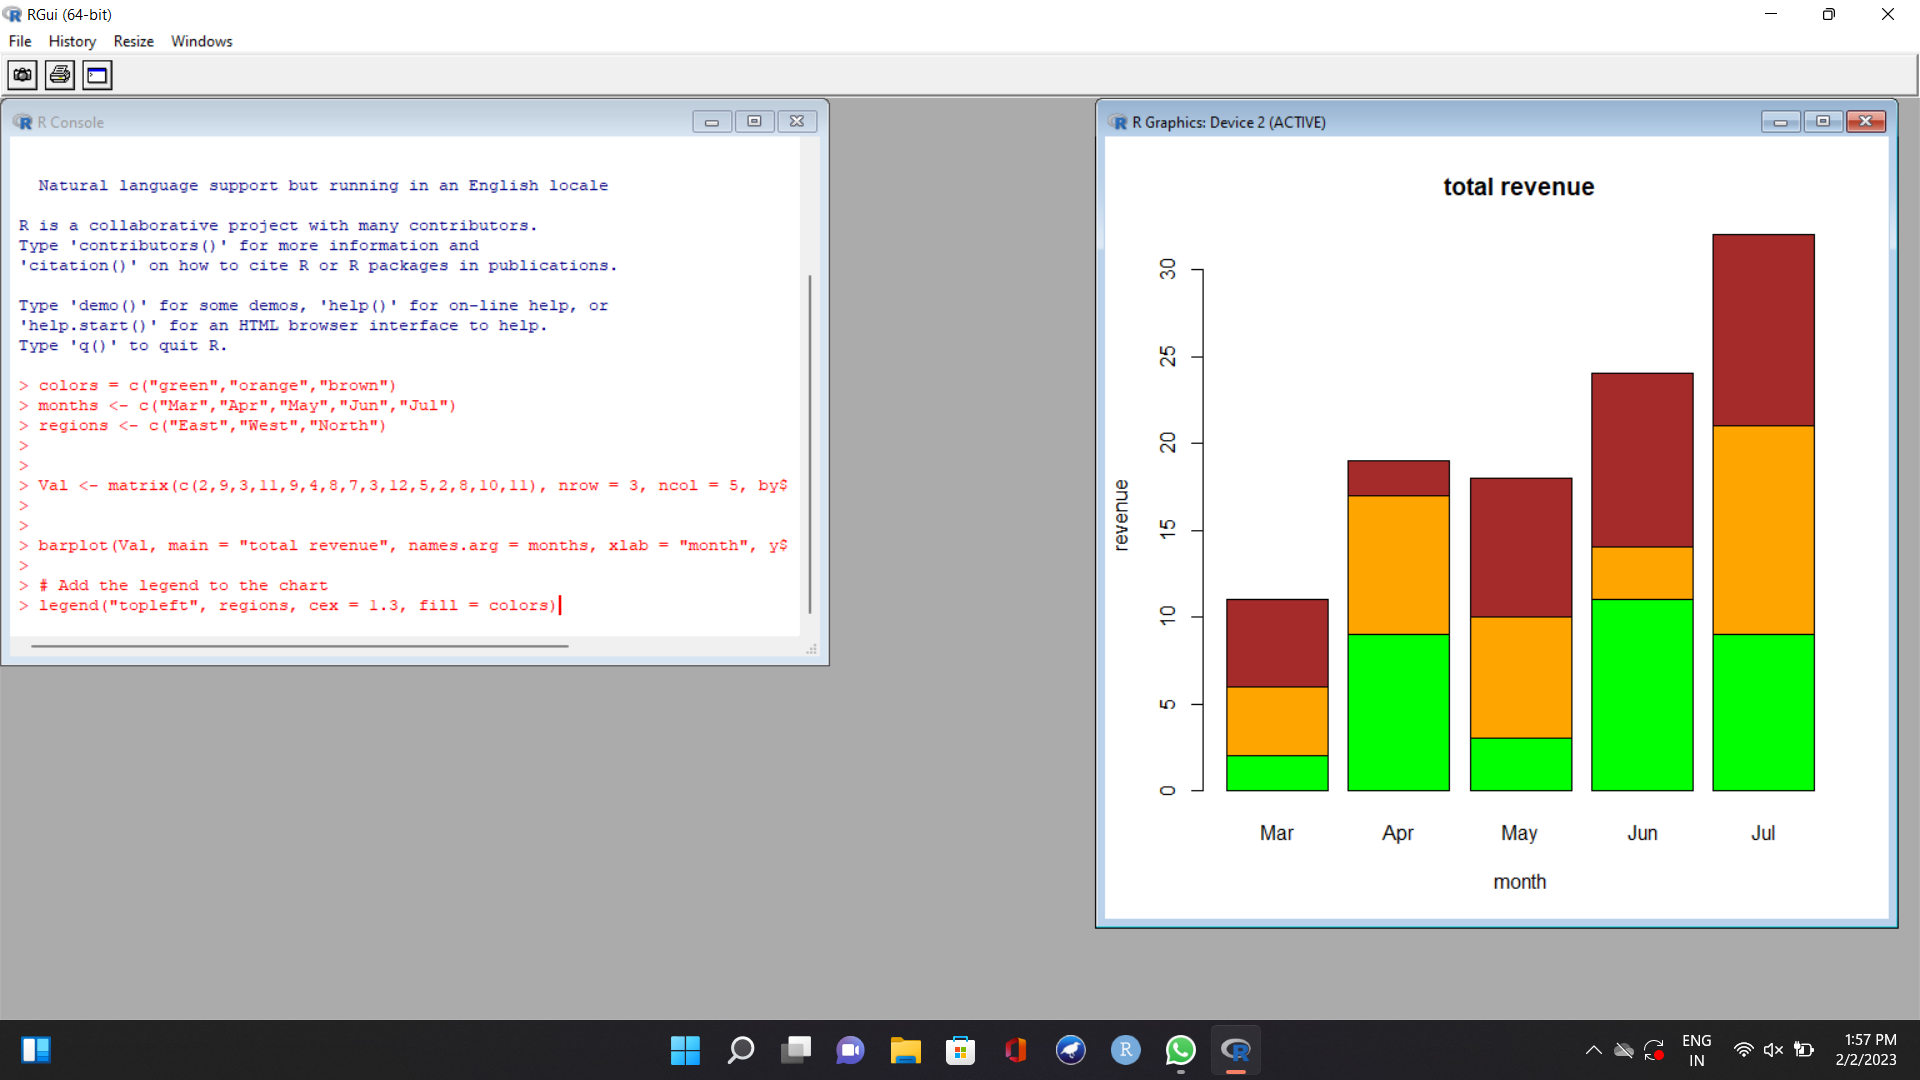 RGui (64-bit)
File History Resize Windows
R Console
Natural language support but running in an English locale
R is a collaborative project with many contributors.
Type 'contributors()' for more information and
'citation()' on how to cite R or R packages in publications.
Type 'demo()' for some demos, 'help()' for on-line help, or
'help.start()' for an HTML browser interface to help.
Type 'q()' to quit R.
> colors = c("green","orange","brown")
> months <- c("Mar","Apr","May","Jun","Jul")
> regions <- c("East","West","North")
>
>
> Val <- matrix(c(2,9,3,11,9,4,8,7,3,12,5,2,8,10,11), nrow = 3, ncol = 5, by$
>
>
> barplot(Val, main = "total revenue", names.arg = months, xlab = "month", y$
>
> # Add the legend to the chart
> legend("topleft", regions, cex = 1.3, fill = colors)
R Graphics: Device 2 (ACTIVE)
total revenue
30
25
20
15
10
5
0
revenue
Mar Apr May Jun Jul
month
ENG
IN
1:57 PM
2/2/2023